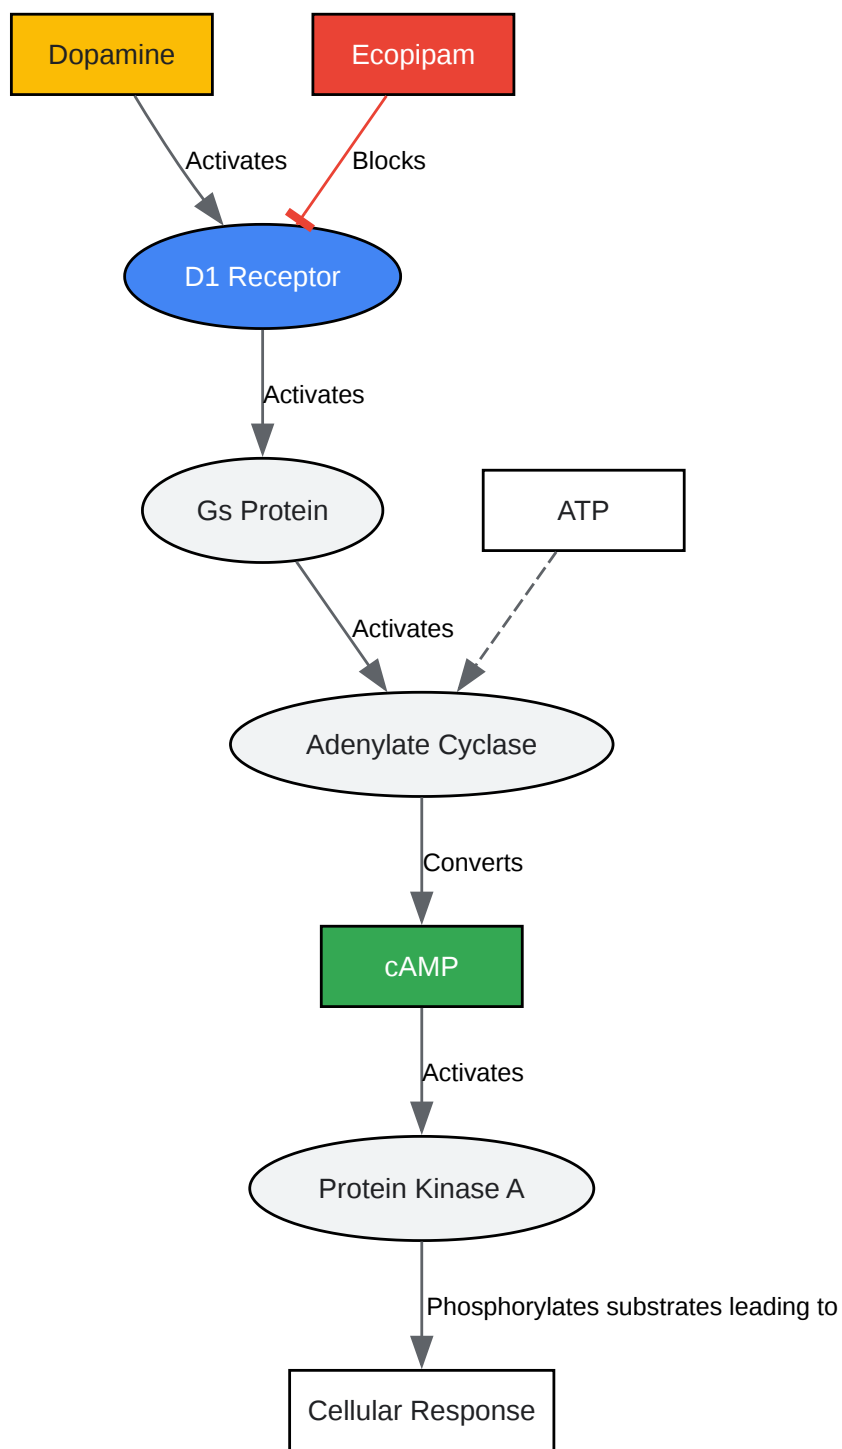 Dopamine
Ecopipam
Activates
Blocks
D1 Receptor
Activates
Gs Protein
ATP
Activates
Adenylate Cyclase
Converts
cAMP
Activates
Protein Kinase A
Phosphorylates substrates leading to
Cellular Response